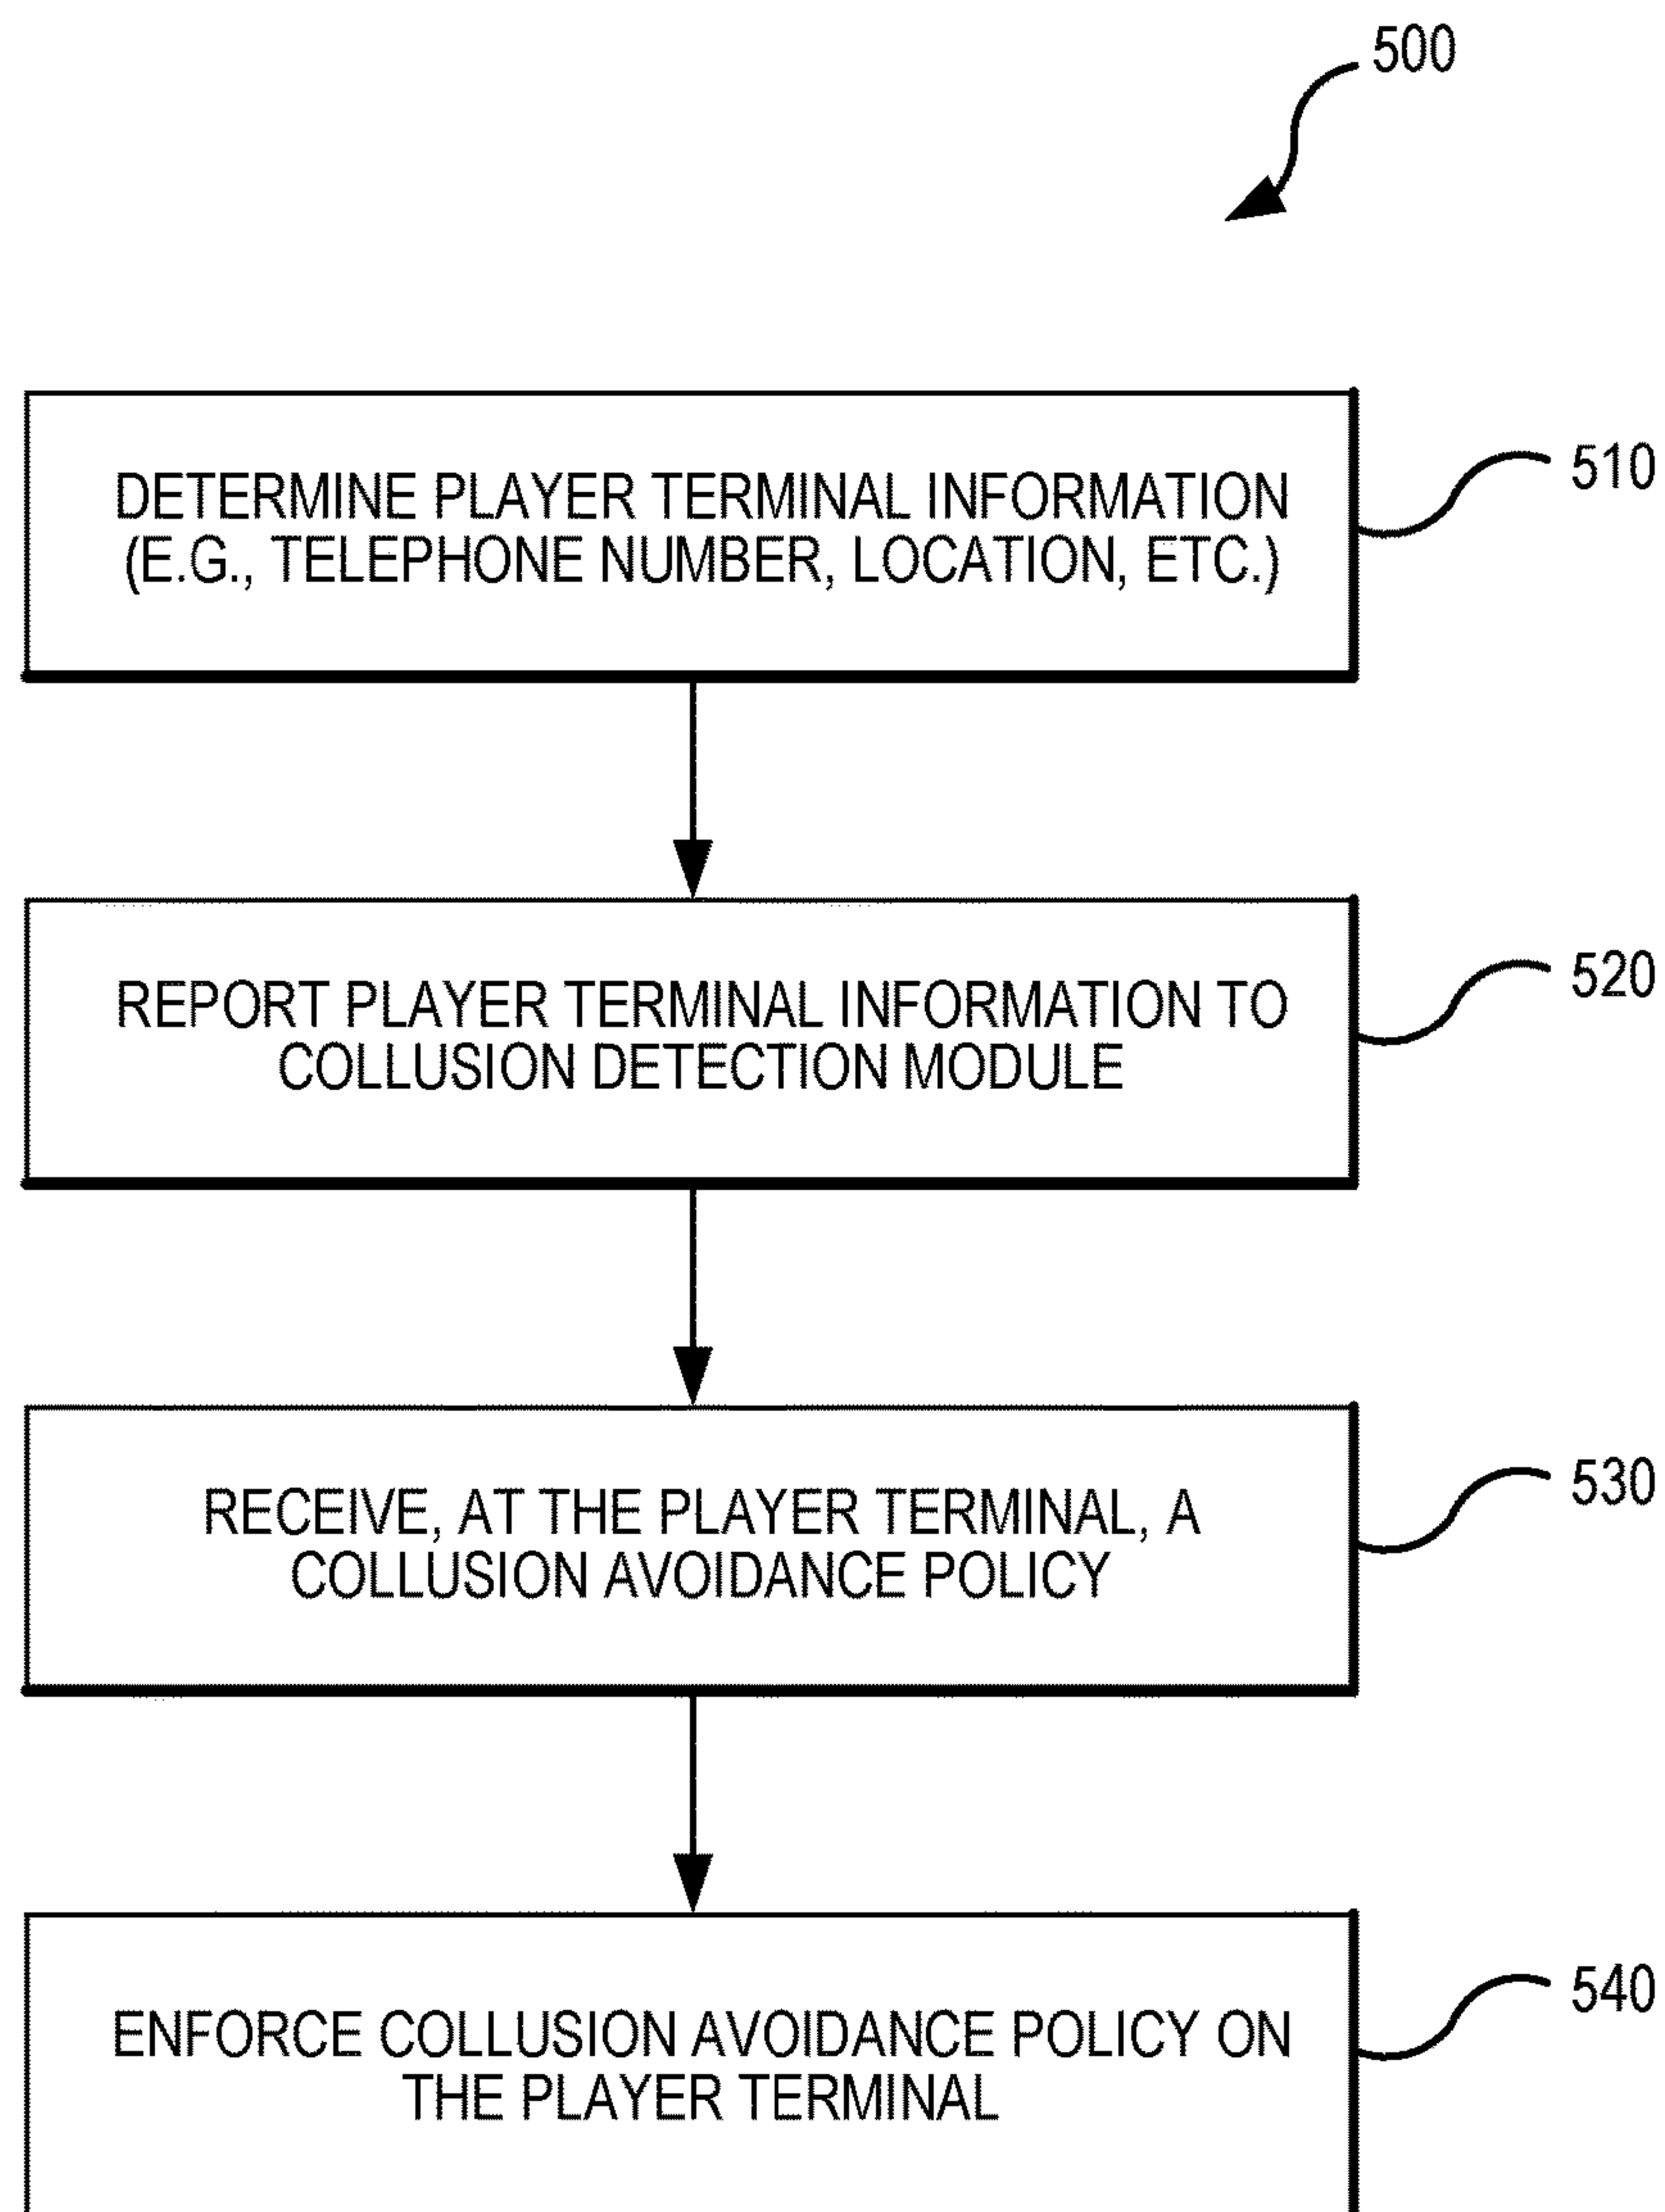 500
DETERMINE PLAYER TERMINAL INFORMATION
(E.G., TELEPHONE NUMBER, LOCATION, ETC.)
510
REPORT PLAYER TERMINAL INFORMATION TO
COLLUSION DETECTION MODULE
520
RECEIVE, AT THE PLAYER TERMINAL, A
COLLUSION AVOIDANCE POLICY
530
ENFORCE COLLUSION AVOIDANCE POLICY ON
THE PLAYER TERMINAL
540